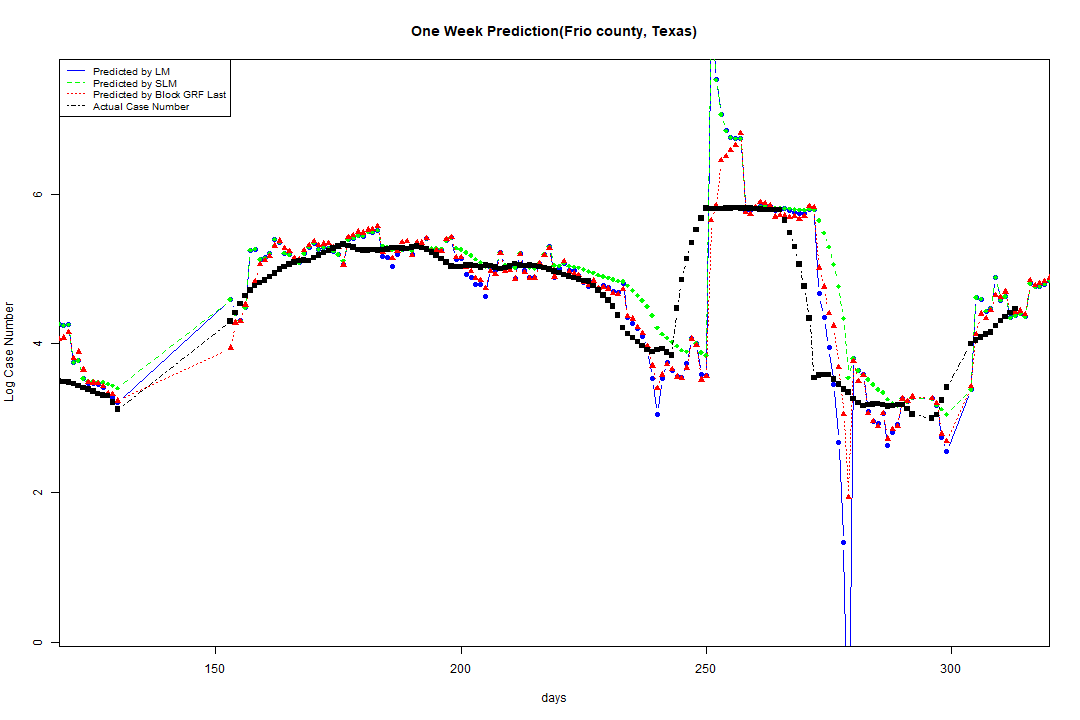 One Week Prediction(Frio county, Texas)
Predicted by LM
Predicted by SLM
Predicted by Block GRF Last
Actual Case Number
Log Case Number
6
4
2
0
150 200 250 300
days